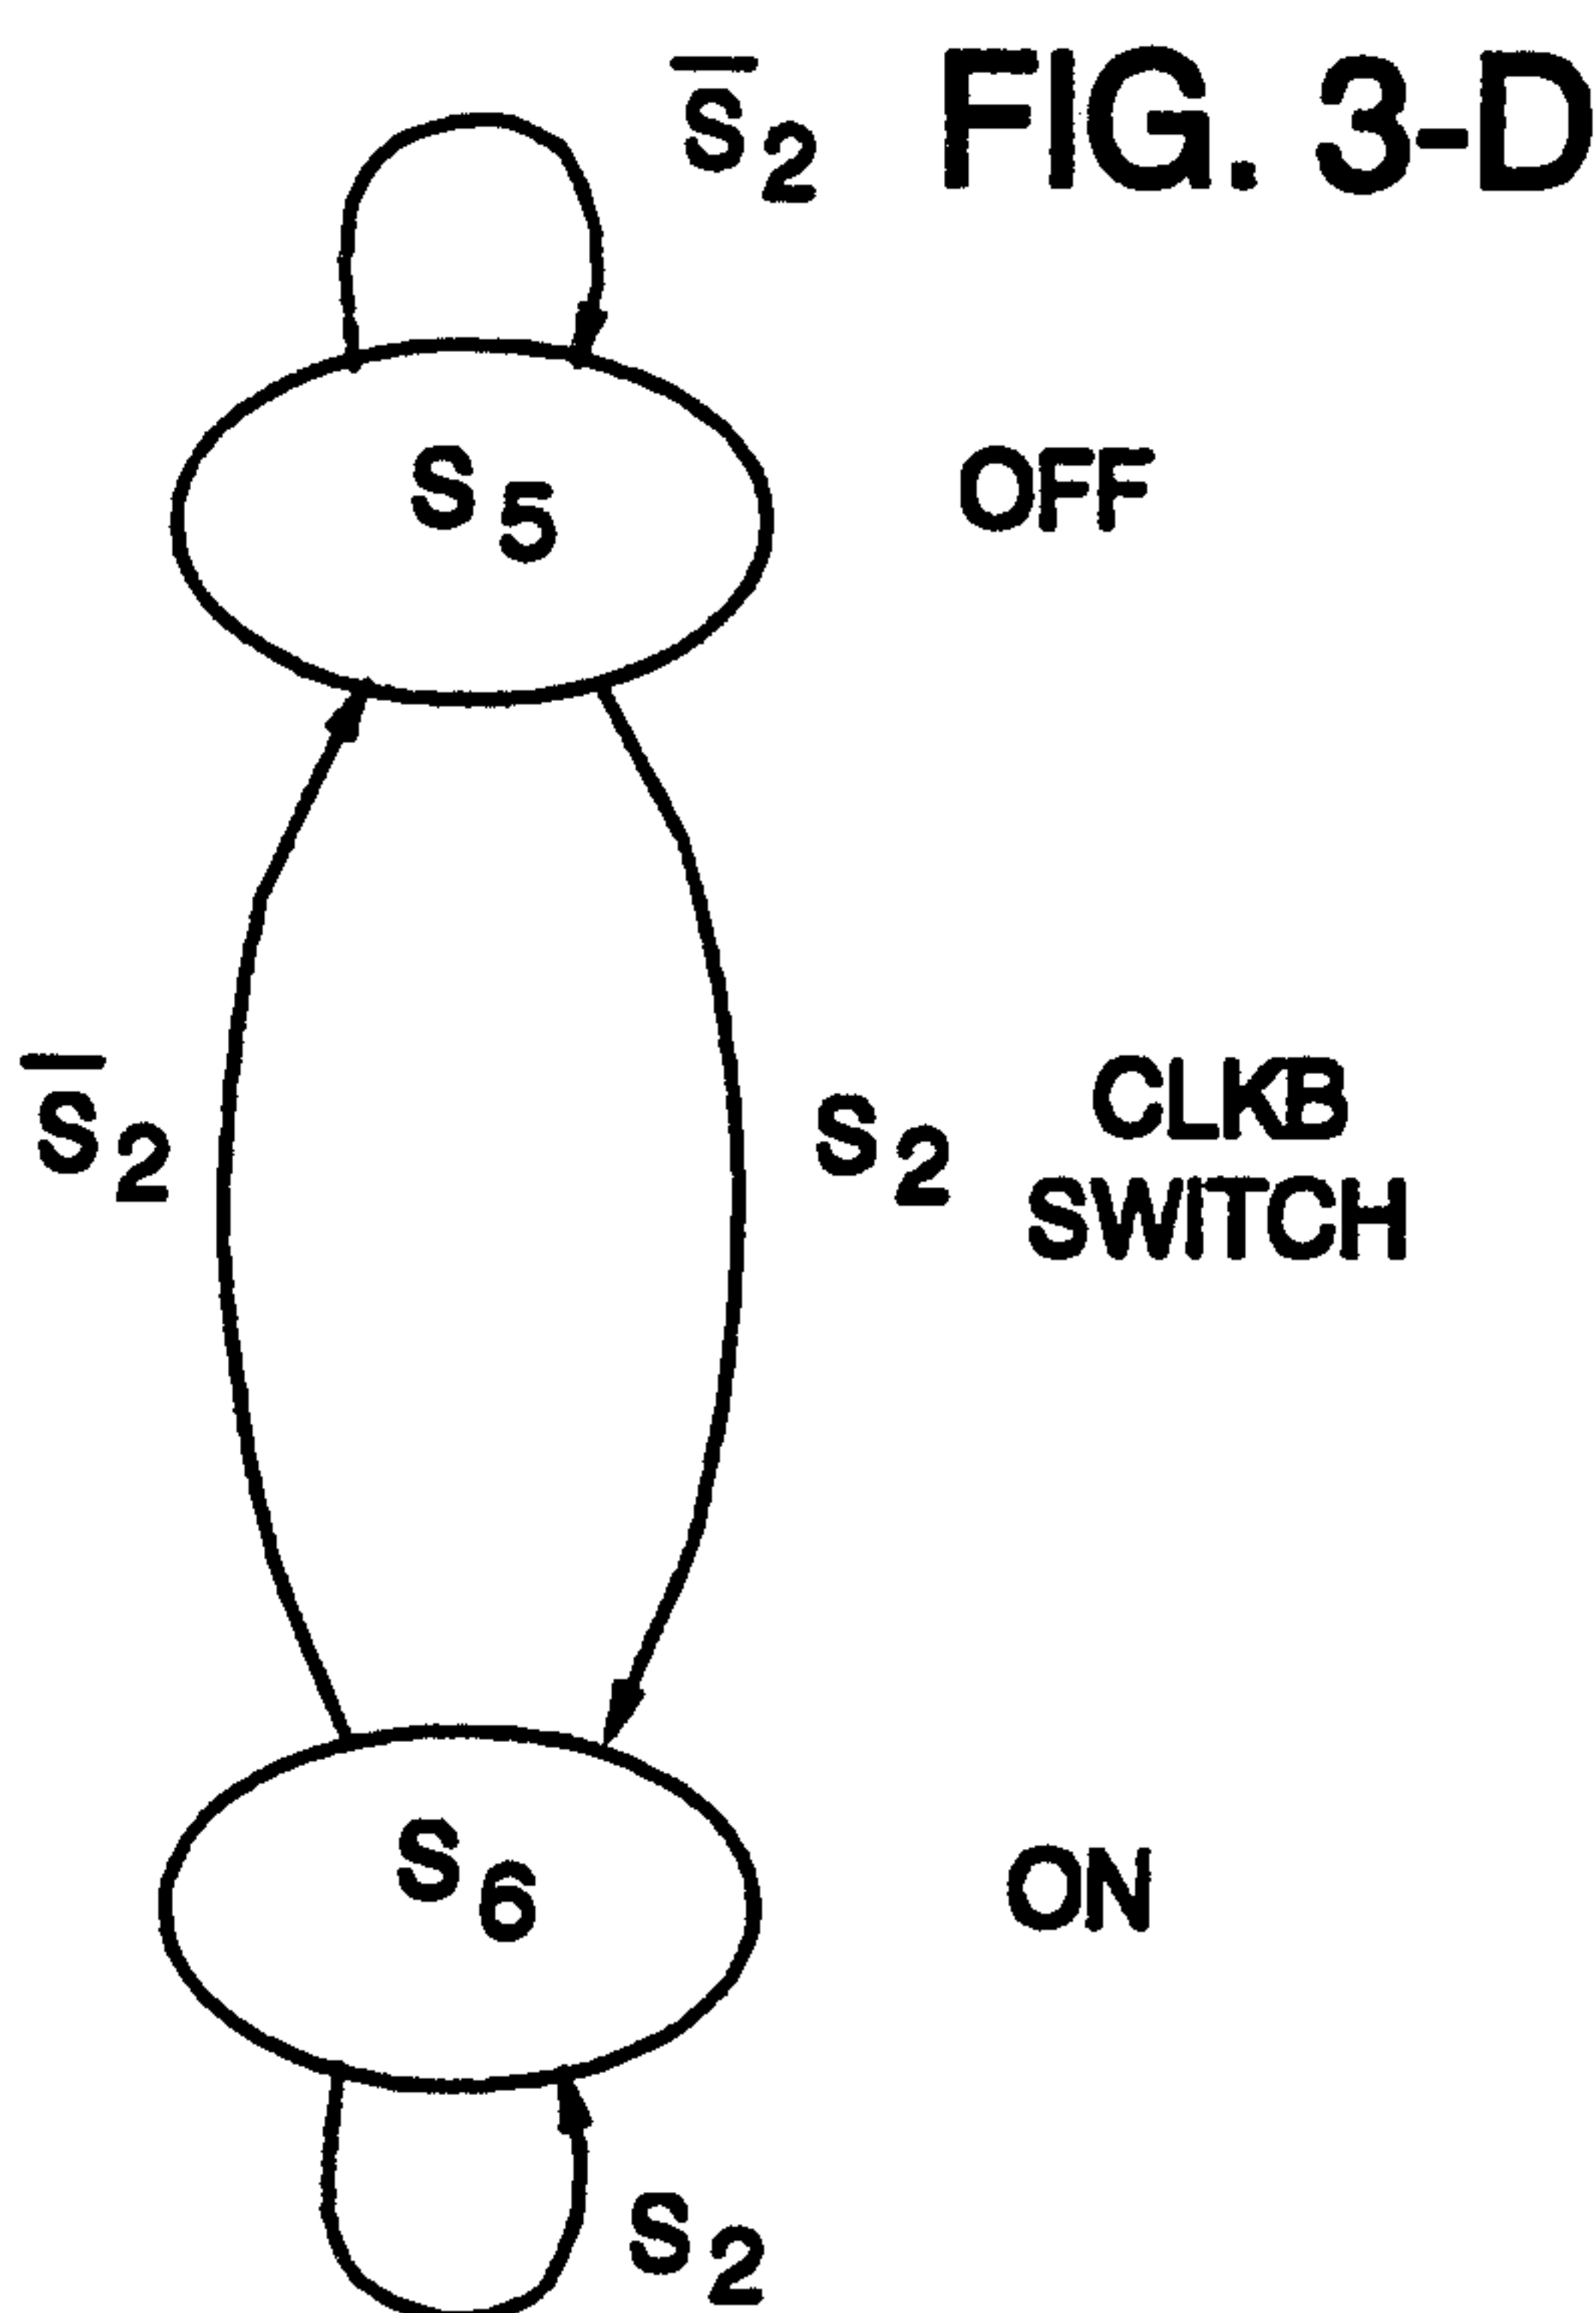 FIG. 3-D
S̅2
S5
OFF
S̅2
S2
CLKB
SWITCH
S6
ON
S2